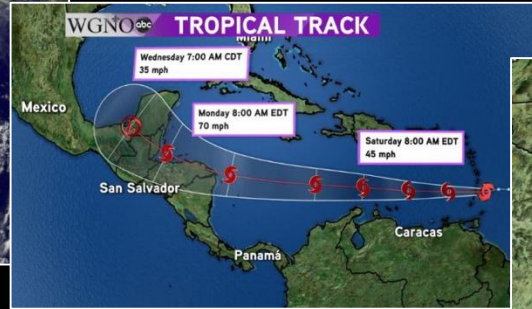 WGNO abc TROPICAL TRACK
Miami
Wednesday 7:00 AM CDT
35 mph
Mexico
Monday 8:00 AM EDT
70 mph
Saturday 8:00 AM EDT
45 mph
San Salvador
Caracas
Panamá